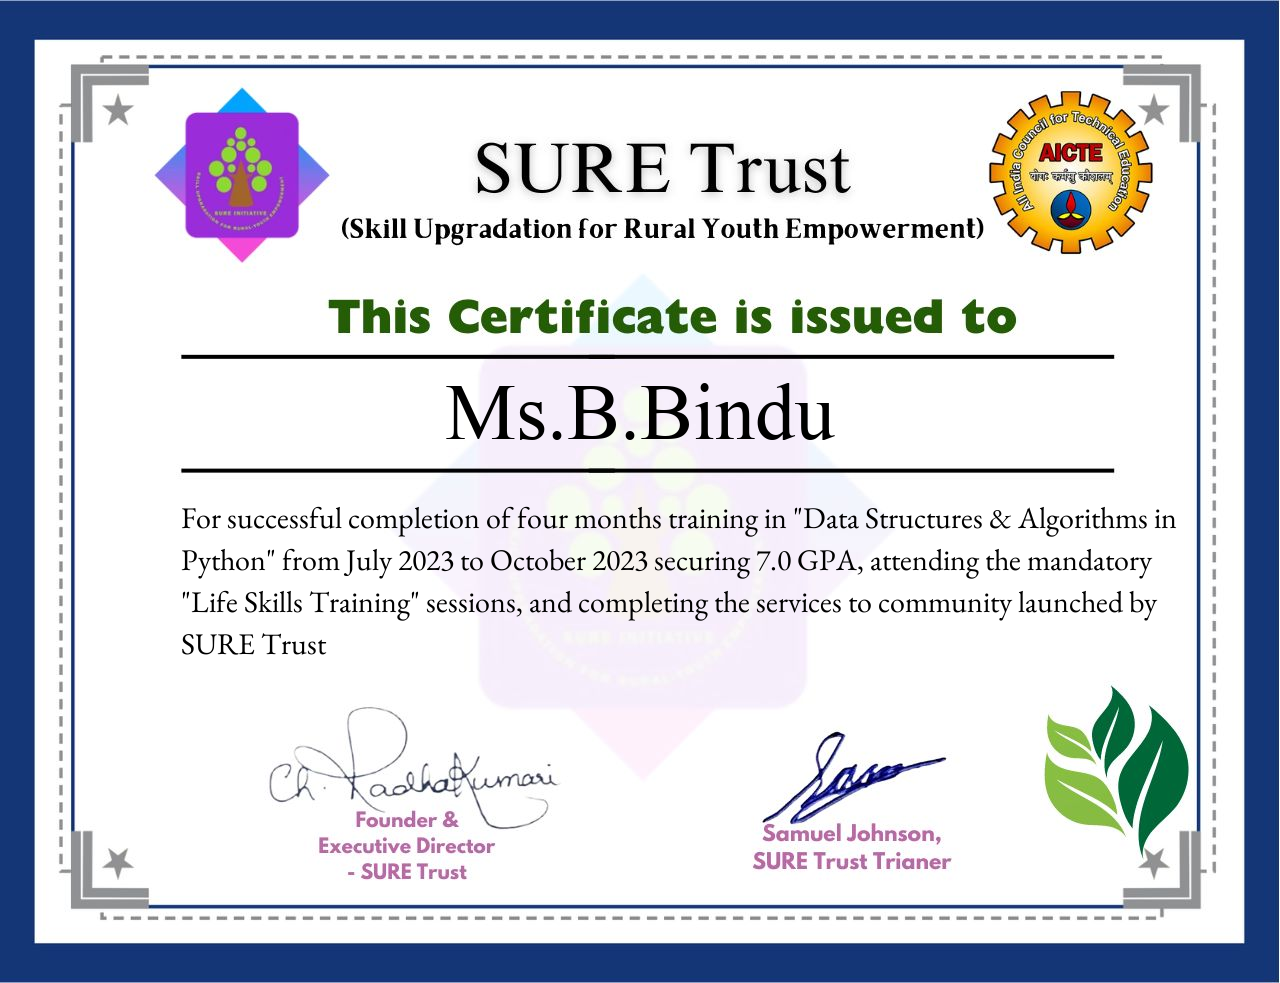 SURE Trust
(Skill Upgradation for Rural Youth Empowerment)
SURE INITIATIVE
SKILL UPGRADATION FOR RURAL YOUTH EMPOWERMENT
All India Council for Technical Education
AICTE
योगः कर्मसु कौशलम्
This Certificate is issued to
Ms.B.Bindu
For successful completion of four months training in "Data Structures & Algorithms in
Python" from July 2023 to October 2023 securing 7.0 GPA, attending the mandatory
"Life Skills Training" sessions, and completing the services to community launched by
SURE Trust
SURE INITIATIVE
Ch. RadhaKumari
Founder &
Executive Director
- SURE Trust
Samuel Johnson,
SURE Trust Trianer